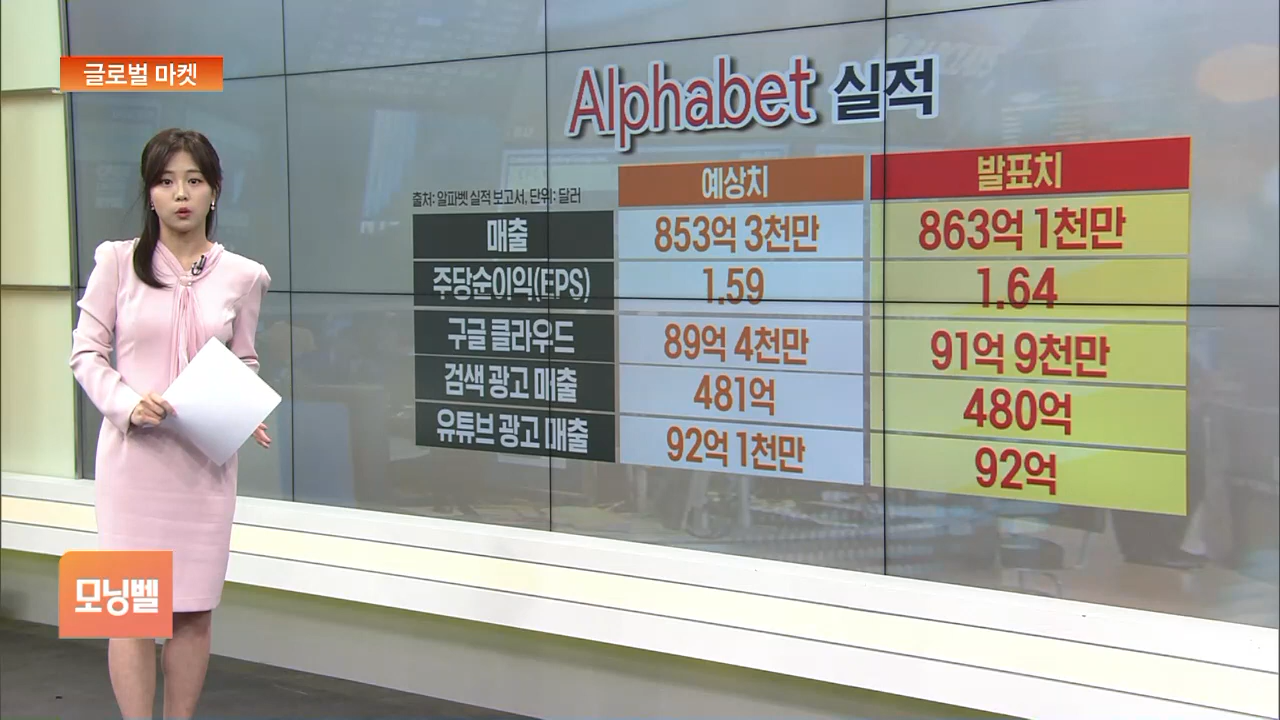 글로벌 마켓
Alphabet 실적
출처: 알파벳 실적 보고서, 단위: 달러
예상치 발표치
매출 853억 3천만 863억 1천만
주당순이익(EPS) 1.59 1.64
구글 클라우드 89억 4천만 91억 9천만
검색 광고 매출 481억 480억
유튜브 광고 매출 92억 1천만 92억
모닝벨